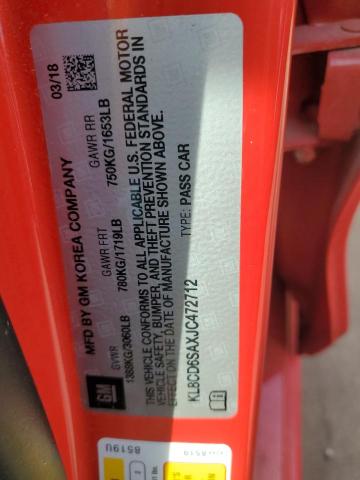 MFD BY GM KOREA COMPANY 03/18
GVWR GAWR FRT GAWR RR
1388KG/3060LB 780KG/1719LB 750KG/1653LB
THIS VEHICLE CONFORMS TO ALL APPLICABLE U.S. FEDERAL MOTOR
VEHICLE SAFETY, BUMPER, AND THEFT PREVENTION STANDARDS IN
EFFECT ON THE DATE OF MANUFACTURE SHOWN ABOVE.
TYPE: PASS CAR
KL8CD6SAXJC472712
GM
8519U